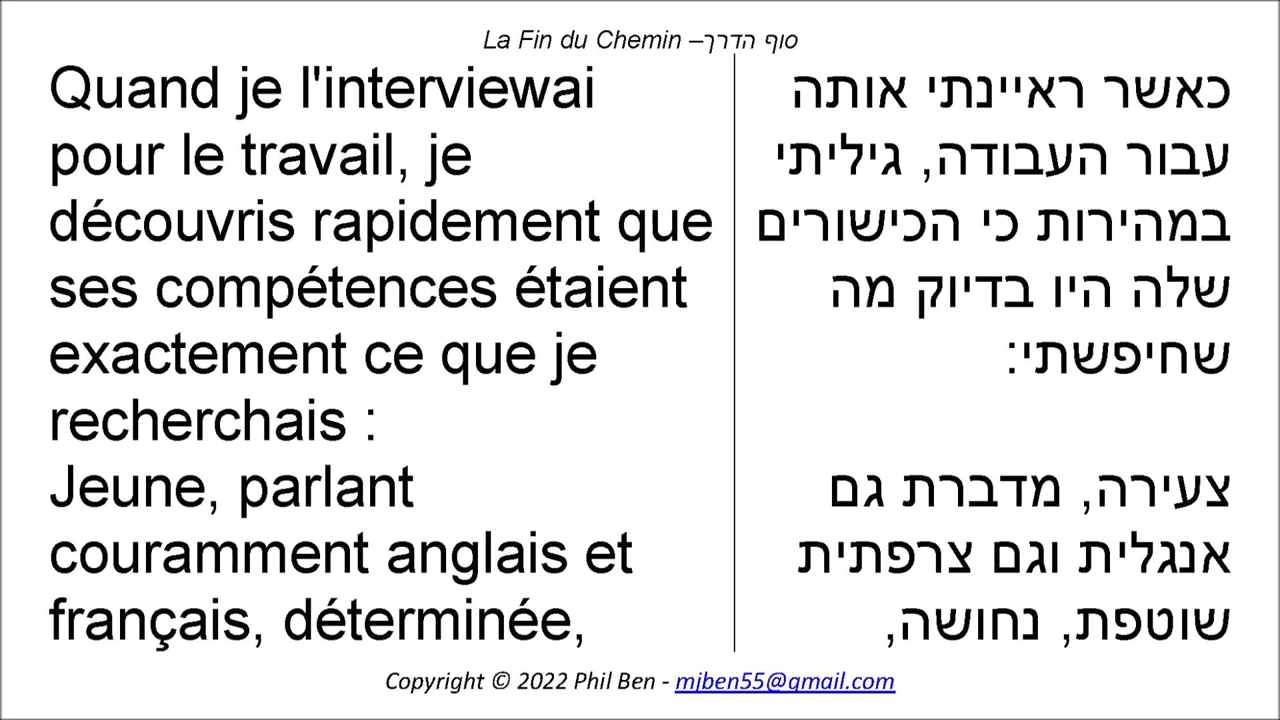 La Fin du Chemin –סוף הדרך
Quand je l'interviewai
pour le travail, je
découvris rapidement que
ses compétences étaient
exactement ce que je
recherchais :
Jeune, parlant
couramment anglais et
français, déterminée,
כאשר ראיינתי אותה
עבור העבודה, גיליתי
במהירות כי הכישורים
שלה היו בדיוק מה
שחיפשתי:
צעירה, מדברת גם
אנגלית וגם צרפתית
שוטפת, נחושה,
Copyright © 2022 Phil Ben - mjben55@gmail.com